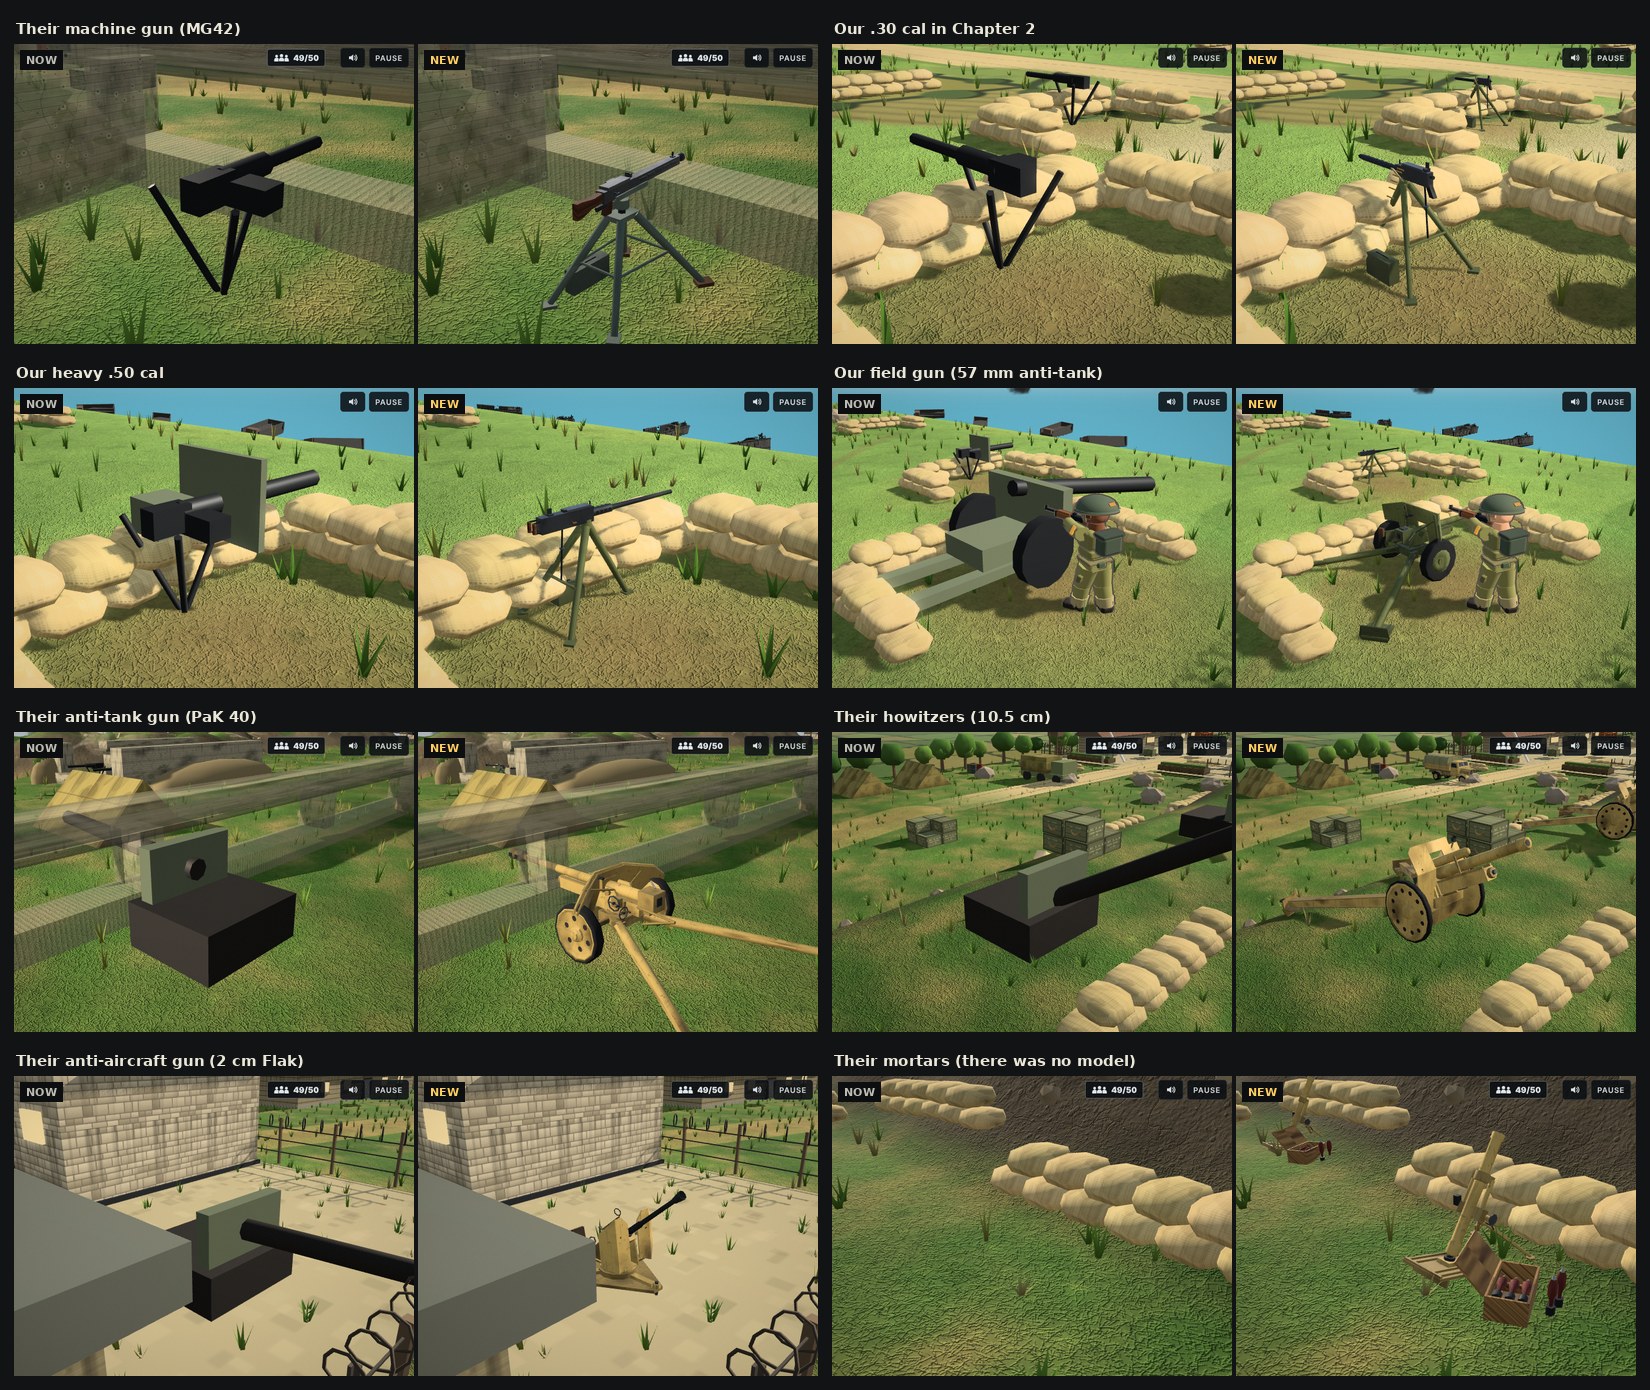 Their machine gun (MG42)
NOW
49/50
PAUSE
NEW
49/50
PAUSE
Our .30 cal in Chapter 2
NOW
PAUSE
NEW
PAUSE
Our heavy .50 cal
NOW
PAUSE
NEW
PAUSE
Our field gun (57 mm anti-tank)
NOW
PAUSE
NEW
PAUSE
Their anti-tank gun (PaK 40)
NOW
49/50
PAUSE
NEW
49/50
PAUSE
Their howitzers (10.5 cm)
NOW
49/50
PAUSE
NEW
49/50
PAUSE
Their anti-aircraft gun (2 cm Flak)
NOW
49/50
PAUSE
NEW
49/50
PAUSE
Their mortars (there was no model)
NOW
49/50
PAUSE
NEW
49/50
PAUSE